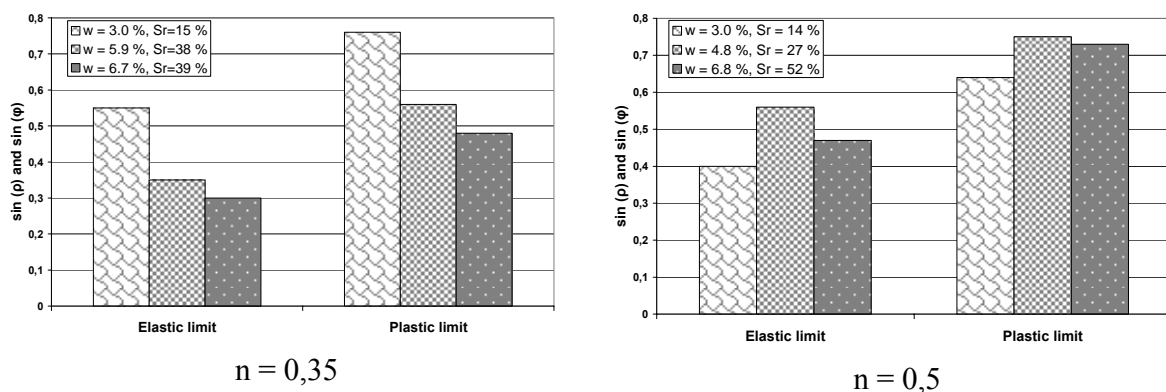 0,8
0,7
0,6
0,5
0,4
0,3
0,2
0,1
0
sin (ρ) and sin (φ)
w = 3.0 %, Sr=15 %
w = 5.9 %, Sr=38 %
w = 6.7 %, Sr=39 %
Elastic limit
Plastic limit
n = 0,35
0,8
0,7
0,6
0,5
0,4
0,3
0,2
0,1
0
sin (ρ) and sin (φ)
w = 3.0 %, Sr = 14 %
w = 4.8 %, Sr = 27 %
w = 6.8 %, Sr = 52 %
Elastic limit
Plastic limit
n = 0,5